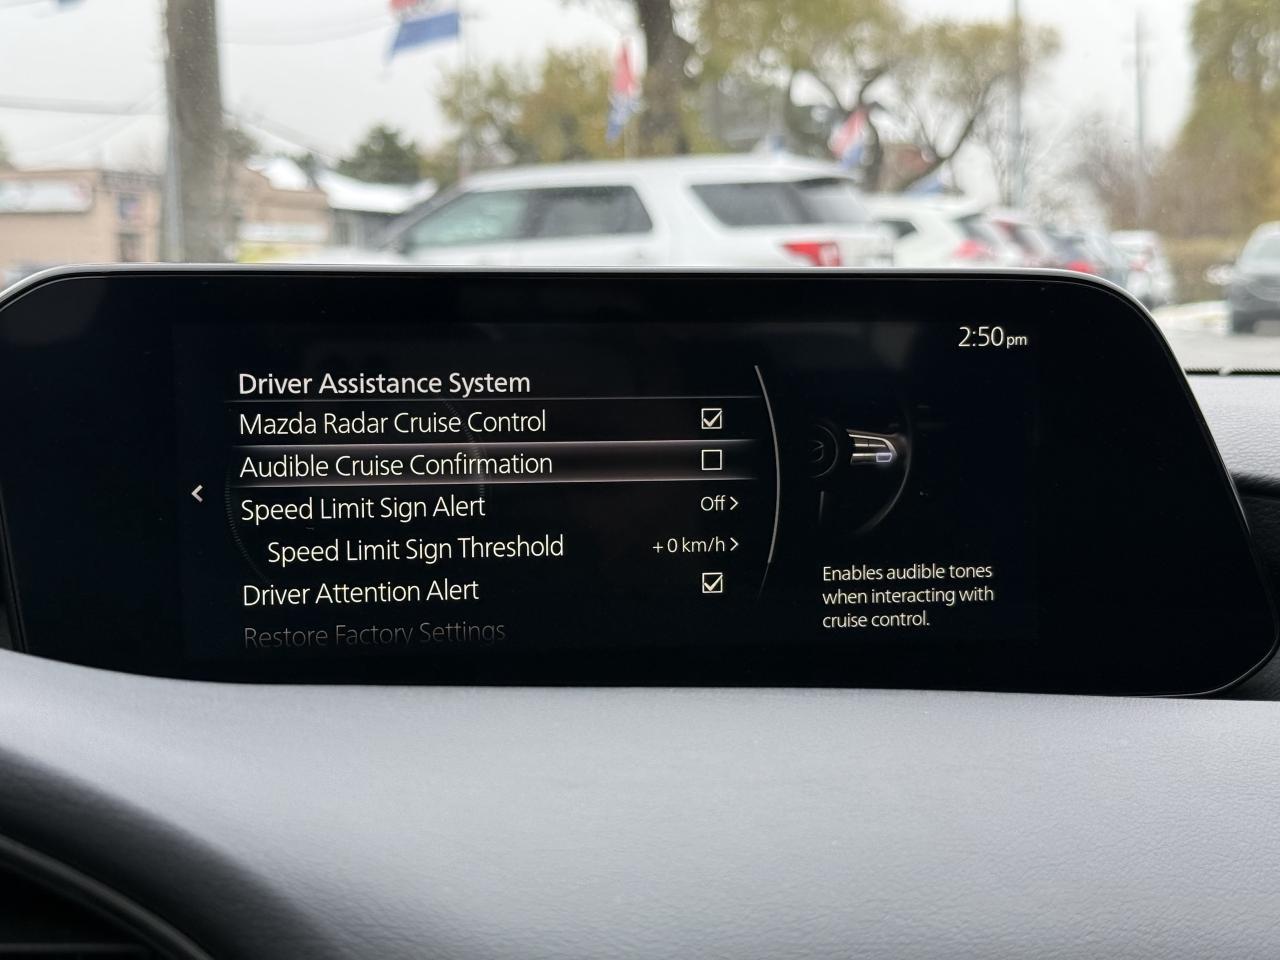 2:50pm
Driver Assistance System
Mazda Radar Cruise Control
Audible Cruise Confirmation
Speed Limit Sign Alert Off >
Speed Limit Sign Threshold + 0 km/h >
Driver Attention Alert
Restore Factory Settings
Enables audible tones
when interacting with
cruise control.